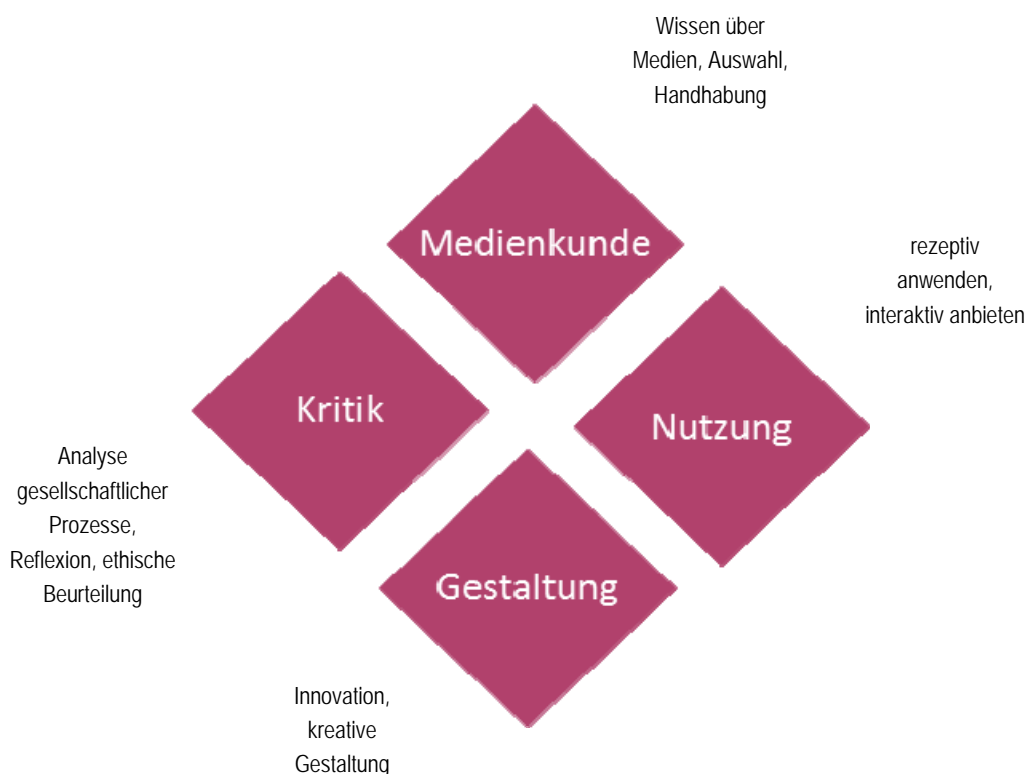 Wissen über
Medien, Auswahl,
Handhabung
Medienkunde
rezeptiv
anwenden,
interaktiv anbieten
Kritik
Nutzung
Analyse
gesellschaftlicher
Prozesse,
Reflexion, ethische
Beurteilung
Gestaltung
Innovation,
kreative
Gestaltung